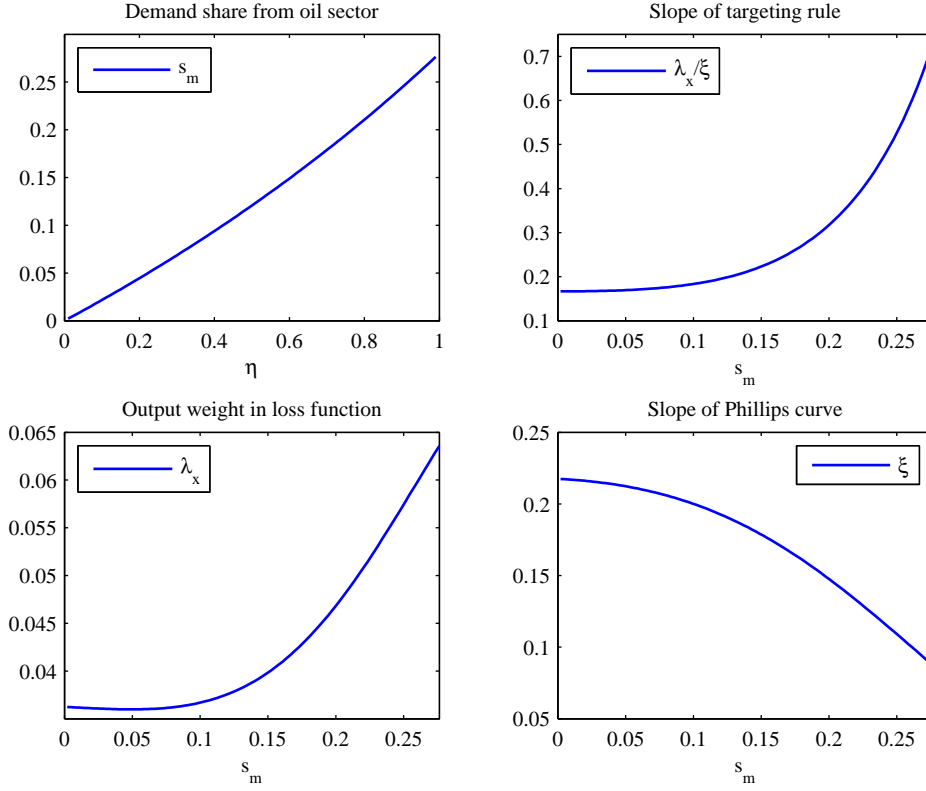 Demand share from oil sector
s_m
0.25
0.2
0.15
0.1
0.05
0
0 0.2 0.4 0.6 0.8 1
η
Slope of targeting rule
λ_x/ξ
0.7
0.6
0.5
0.4
0.3
0.2
0.1
0 0.05 0.1 0.15 0.2 0.25
s_m
Output weight in loss function
λ_x
0.065
0.06
0.055
0.05
0.045
0.04
0 0.05 0.1 0.15 0.2 0.25
s_m
Slope of Phillips curve
ξ
0.25
0.2
0.15
0.1
0.05
0 0.05 0.1 0.15 0.2 0.25
s_m